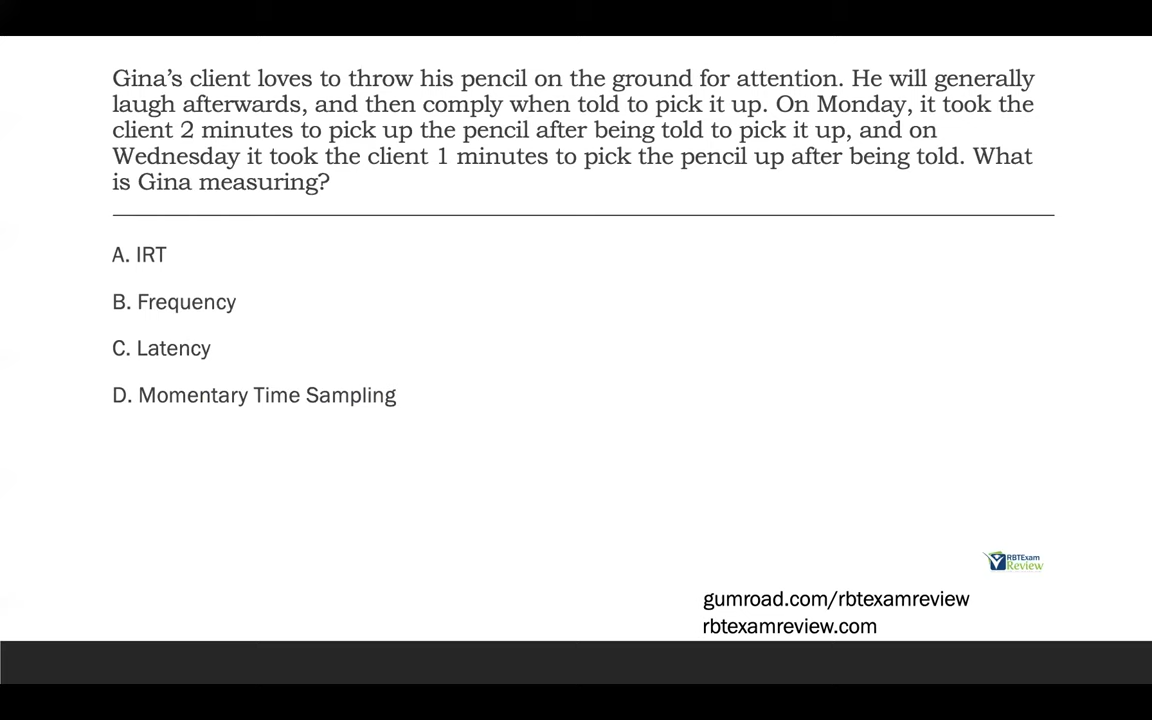 Gina’s client loves to throw his pencil on the ground for attention. He will generally
laugh afterwards, and then comply when told to pick it up. On Monday, it took the
client 2 minutes to pick up the pencil after being told to pick it up, and on
Wednesday it took the client 1 minutes to pick the pencil up after being told. What
is Gina measuring?
A. IRT
B. Frequency
C. Latency
D. Momentary Time Sampling
RBTExam
Review
gumroad.com/rbtexamreview
rbtexamreview.com